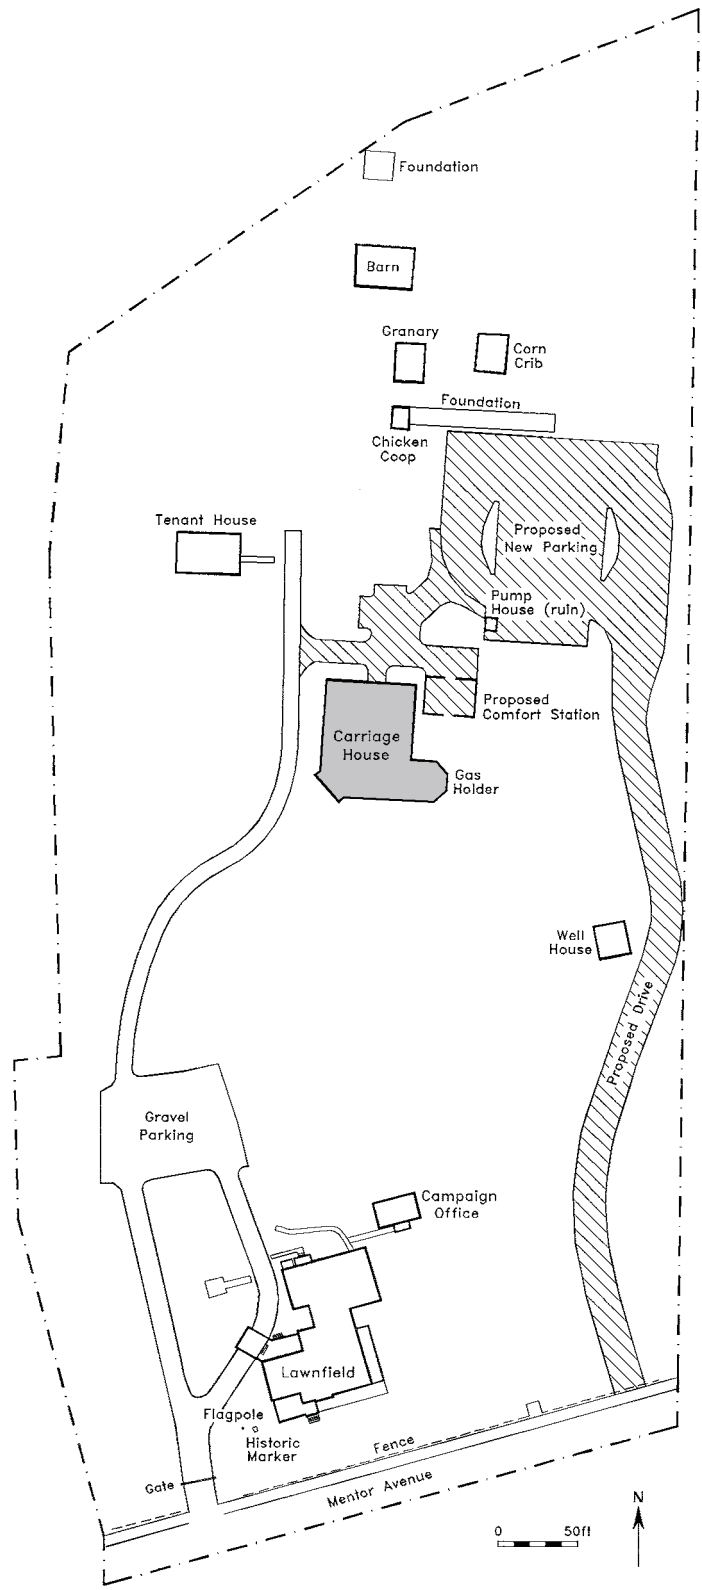 Foundation
Barn
Granary
Corn
Crib
Foundation
Chicken
Coop
Tenant House
Proposed
New Parking
Pump
House (ruin)
Proposed
Comfort Station
Carriage
House
Gas
Holder
Well
House
Proposed Drive
Gravel
Parking
Campaign
Office
Lawnfield
Flagpole
Historic
Marker
Fence
Gate
Mentor Avenue
N
0 50ft